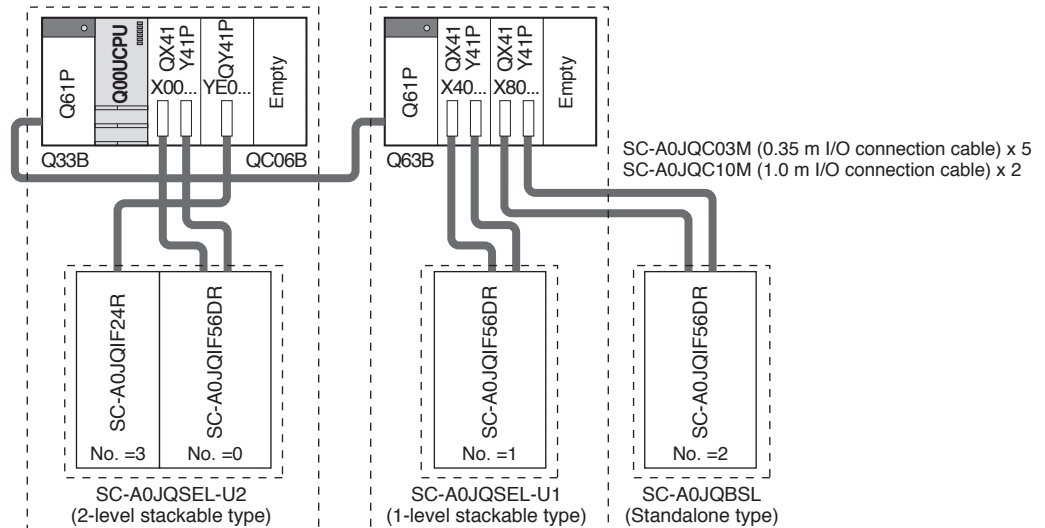 Q61P
Q00UCPU
QX41
Y41P
X00...
QY41P
YE0...
Empty
Q33B
QC06B
Q61P
QX41
Y41P
X40...
QX41
Y41P
X80...
Empty
Q63B
SC-A0JQC03M (0.35 m I/O connection cable) x 5
SC-A0JQC10M (1.0 m I/O connection cable) x 2
SC-A0JQIF24R
No. =3
SC-A0JQIF56DR
No. =0
SC-A0JQSEL-U2
(2-level stackable type)
SC-A0JQIF56DR
No. =1
SC-A0JQSEL-U1
(1-level stackable type)
SC-A0JQIF56DR
No. =2
SC-A0JQBSL
(Standalone type)